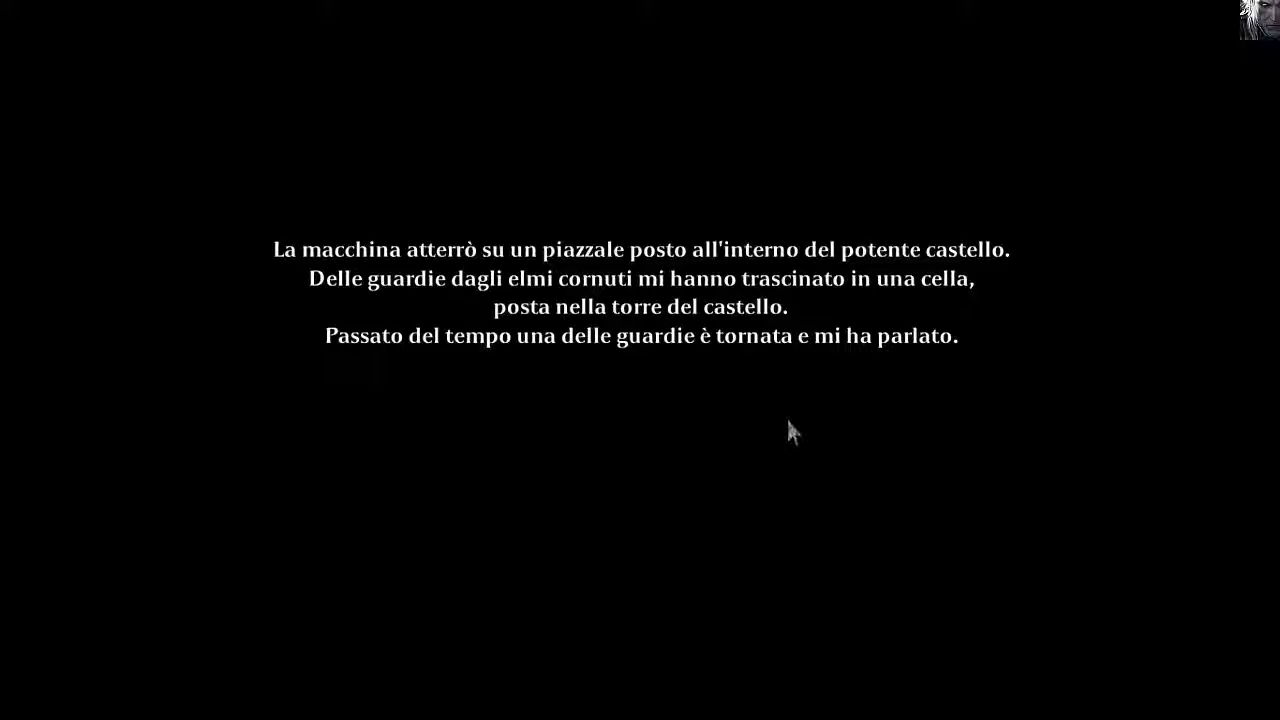 La macchina atterrò su un piazzale posto all'interno del potente castello.
Delle guardie dagli elmi cornuti mi hanno trascinato in una cella,
posta nella torre del castello.
Passato del tempo una delle guardie è tornata e mi ha parlato.